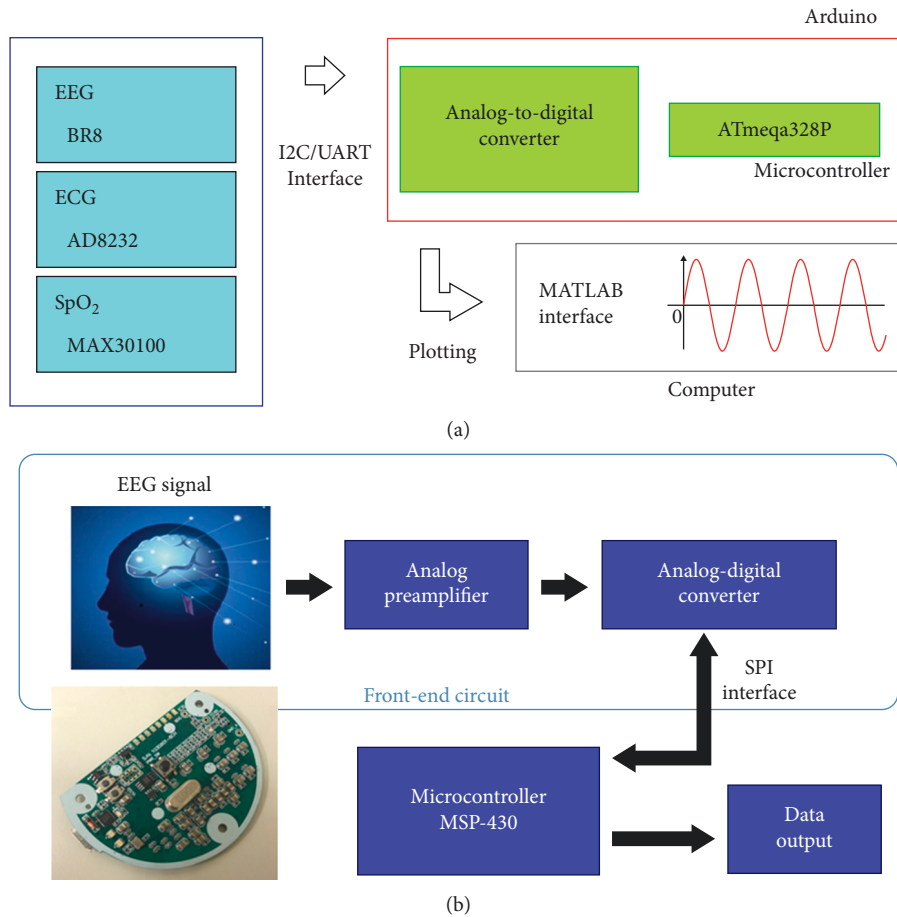 Arduino
EEG
BR8
ECG
AD8232
SpO₂
MAX30100
I2C/UART
Interface
Analog-to-digital
converter
ATmeqa328P
Microcontroller
Plotting
MATLAB
interface
0
Computer
(a)
EEG signal
Analog
preamplifier
Analog-digital
converter
SPI
interface
Front-end circuit
Microcontroller
MSP-430
Data
output
(b)